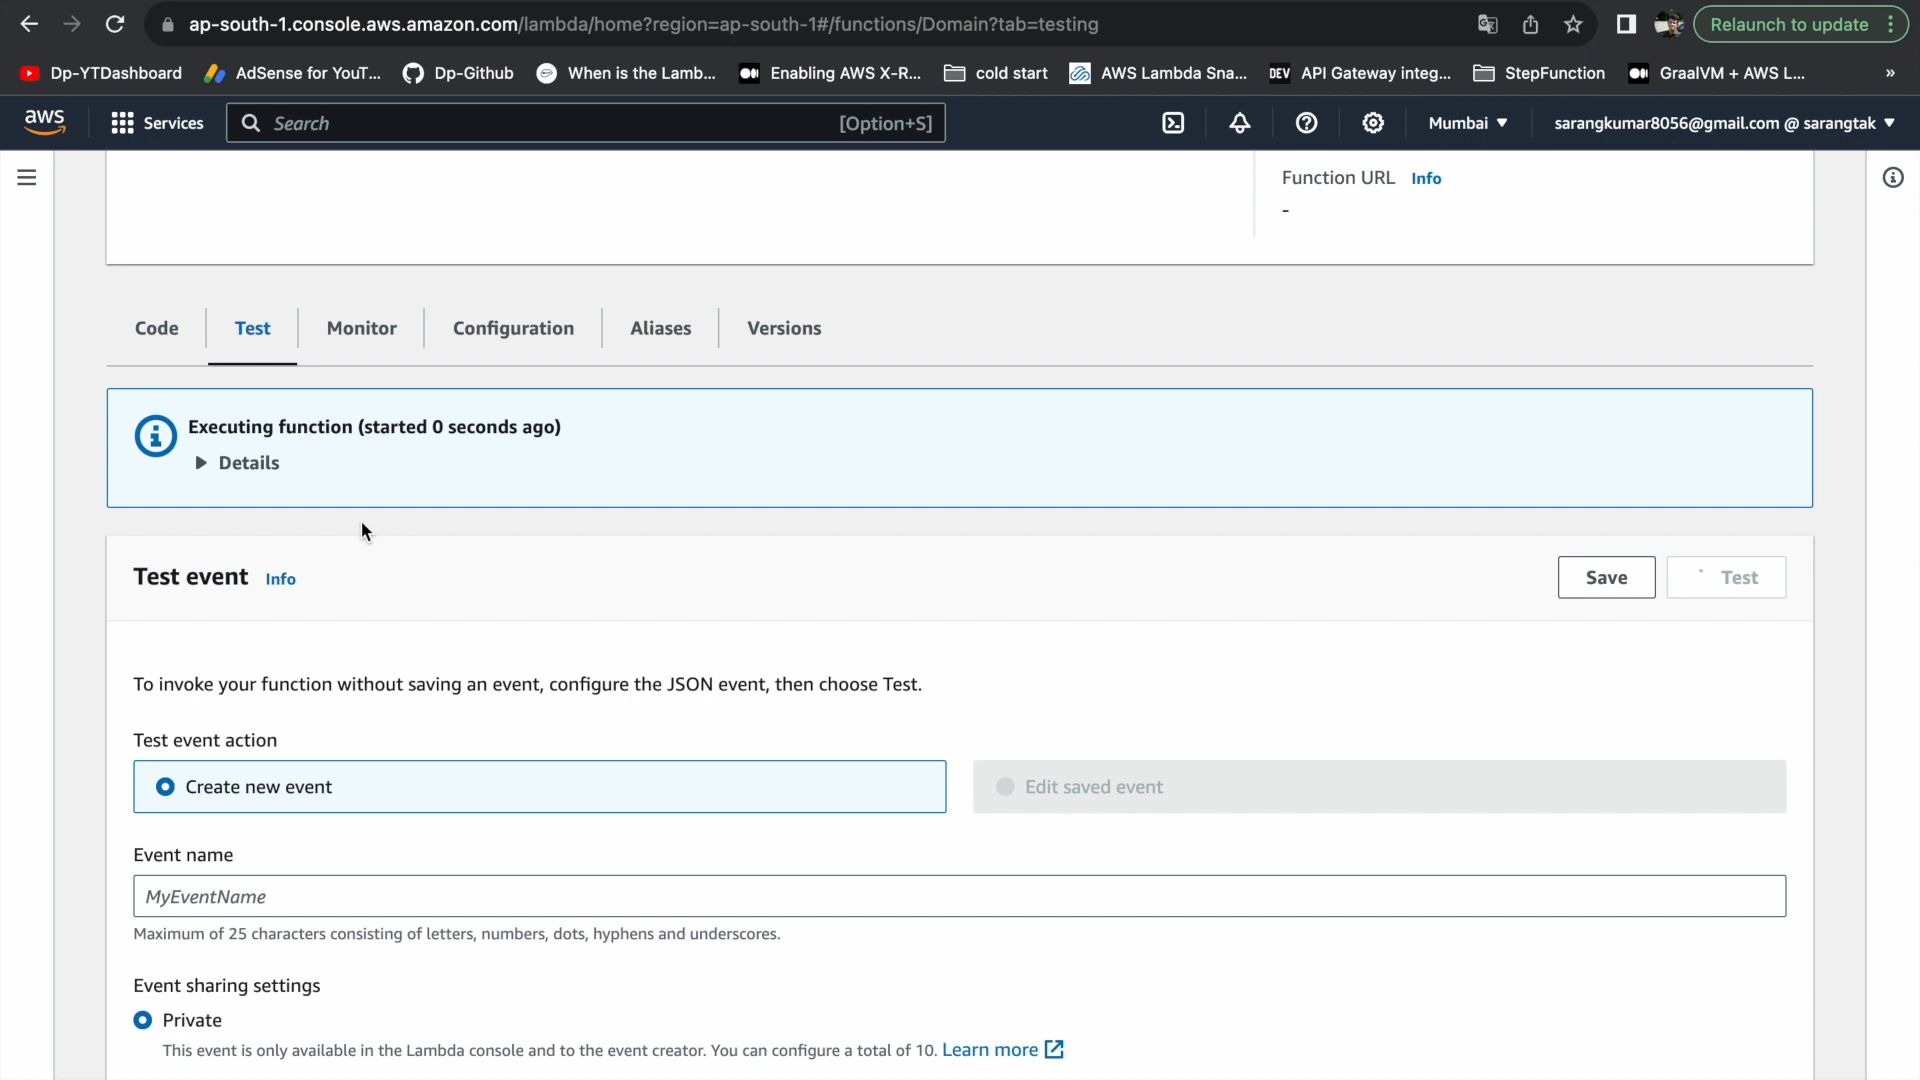 ap-south-1.console.aws.amazon.com/lambda/home?region=ap-south-1#/functions/Domain?tab=testing
Relaunch to update
Dp-YTDashboard
AdSense for YouT...
Dp-Github
When is the Lamb...
Enabling AWS X-R...
cold start
AWS Lambda Sna...
DEV
API Gateway integ...
StepFunction
GraalVM + AWS L...
»
aws
Services
Search
[Option+S]
Mumbai
sarangkumar8056@gmail.com @ sarangtak
Function URL Info
-
Code
Test
Monitor
Configuration
Aliases
Versions
Executing function (started 0 seconds ago)
Details
Test event Info
Save
Test
To invoke your function without saving an event, configure the JSON event, then choose Test.
Test event action
Create new event
Edit saved event
Event name
MyEventName
Maximum of 25 characters consisting of letters, numbers, dots, hyphens and underscores.
Event sharing settings
Private
This event is only available in the Lambda console and to the event creator. You can configure a total of 10. Learn more